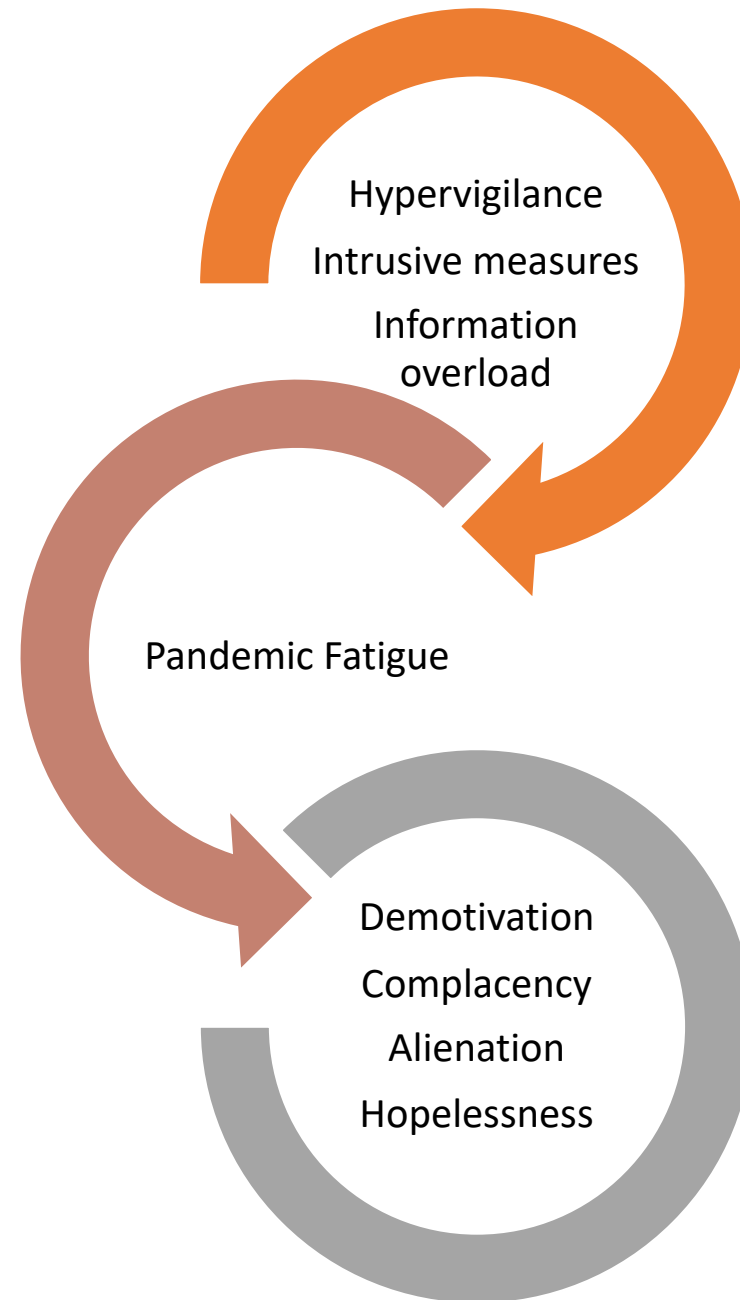 Hypervigilance
Intrusive measures
Information
overload
Pandemic Fatigue
Demotivation
Complacency
Alienation
Hopelessness